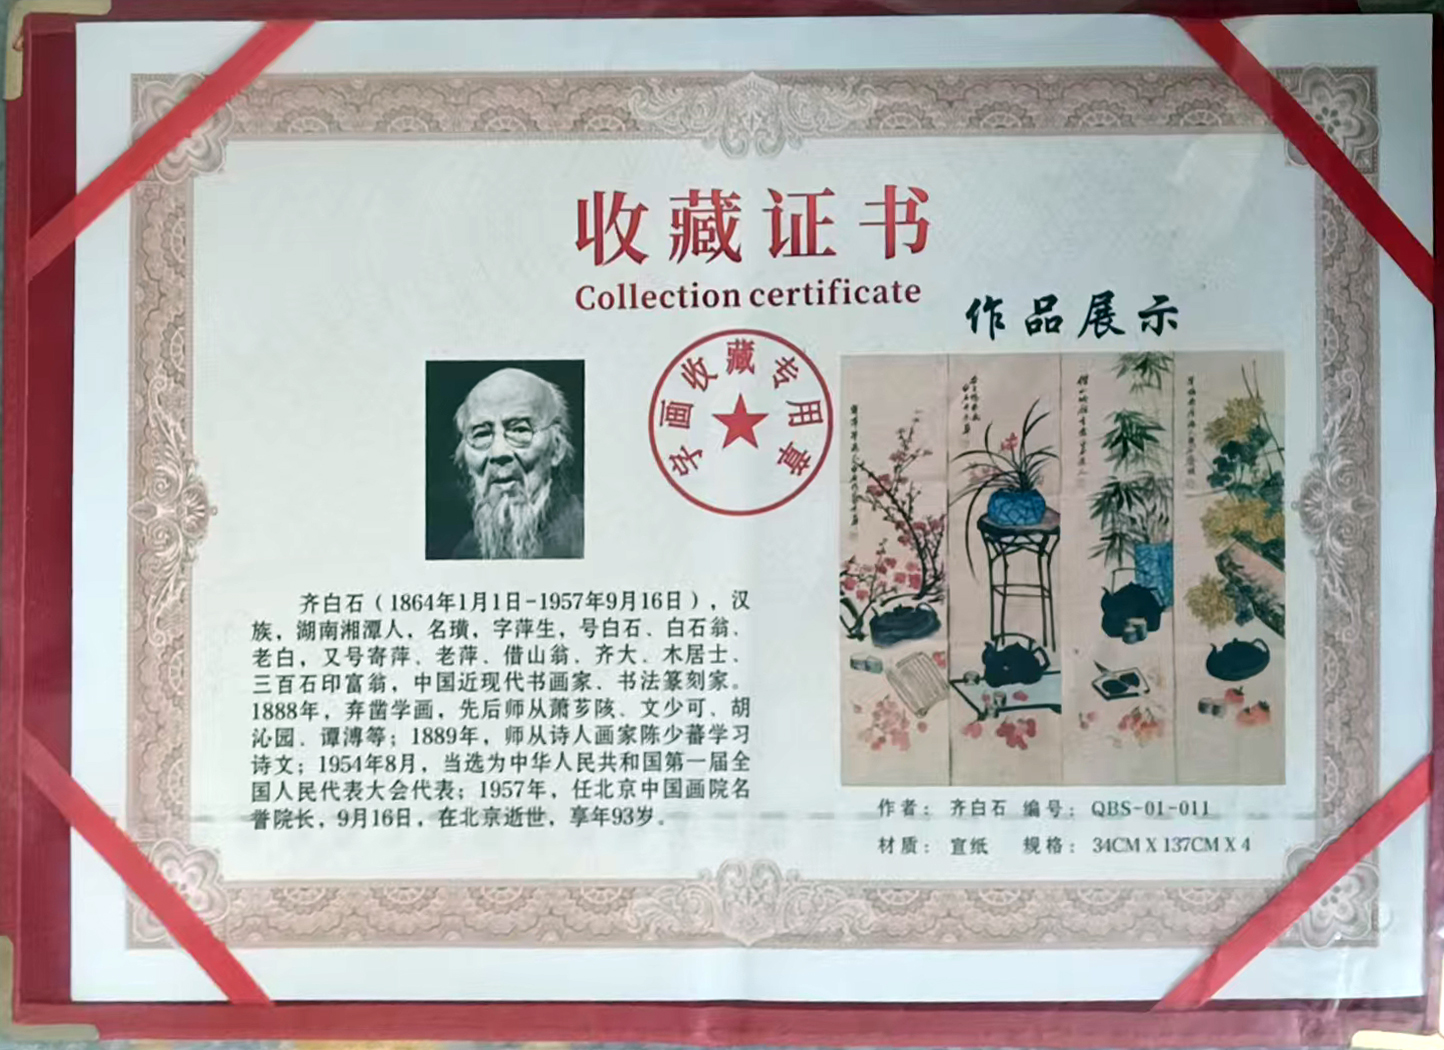 收藏证书
Collection certificate
作品展示
字画收藏专用章
齐白石（1864年1月1日-1957年9月16日），汉
族，湖南湘潭人，名璜，字萍生，号白石、白石翁、
老白，又号寄萍、老萍、借山翁、齐大、木居士、
三百石印富翁，中国近现代书画家、书法篆刻家。
1888年，弃凿学画，先后师从萧芗陔、文少可、胡
沁园、谭溥等；1889年，师从诗人画家陈少蕃学习
诗文；1954年8月，当选为中华人民共和国第一届全
国人民代表大会代表；1957年，任北京中国画院名
誉院长，9月16日，在北京逝世，享年93岁。
作者： 齐白石 编号： QBS-01-011
材质： 宣纸 规格： 34CM X 137CM X 4